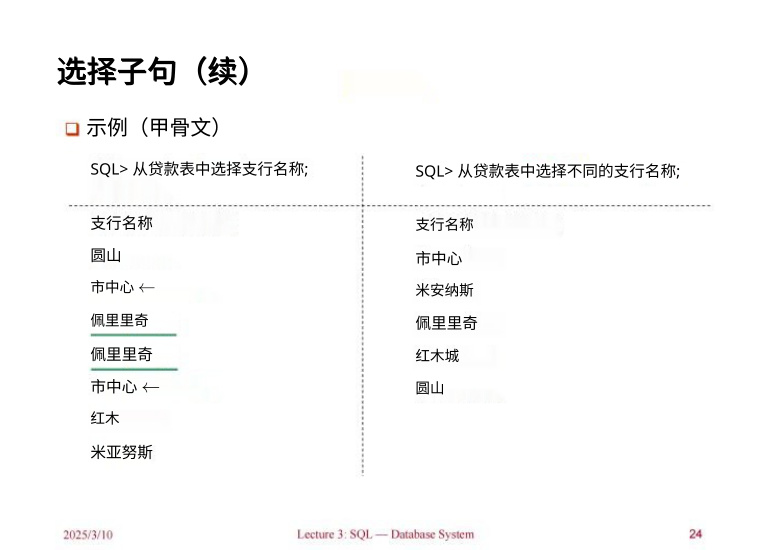 选择子句（续）
❑ 示例（甲骨文）
SQL> 从贷款表中选择支行名称;
支行名称
圆山
市中心 ←
佩里里奇
佩里里奇
市中心 ←
红木
米亚努斯
SQL> 从贷款表中选择不同的支行名称;
支行名称
市中心
米安纳斯
佩里里奇
红木城
圆山
2025/3/10
Lecture 3: SQL — Database System
24